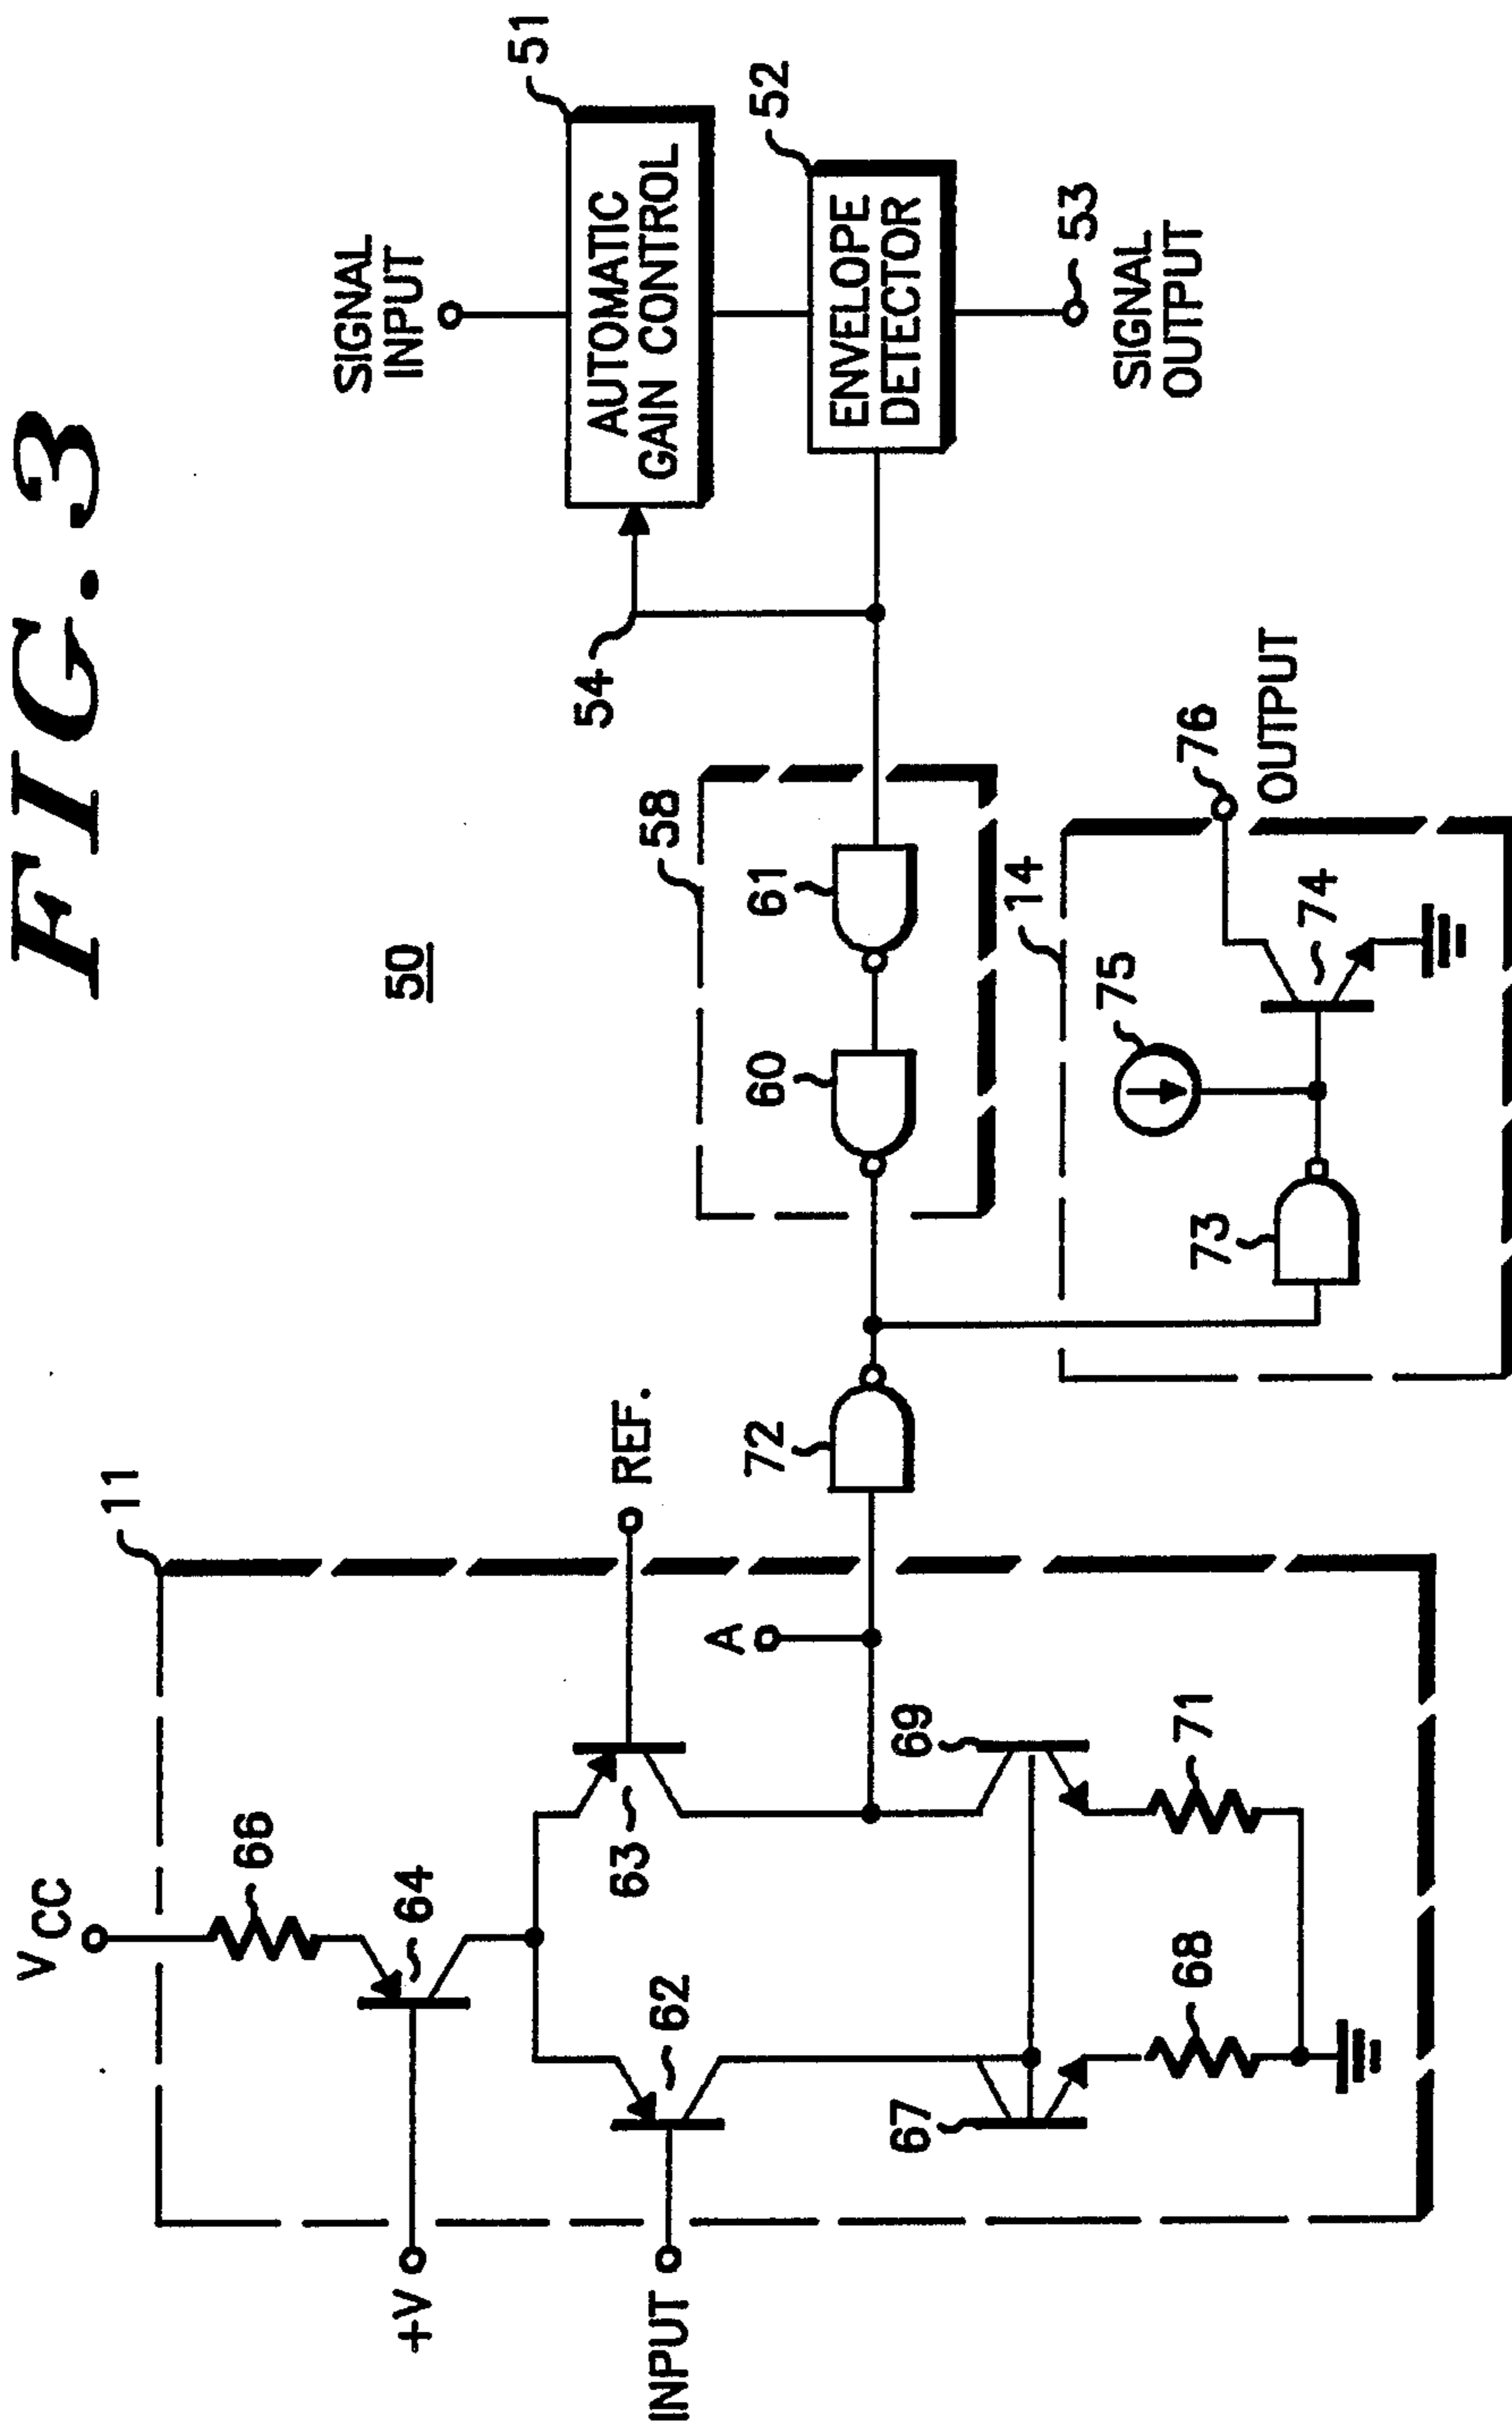 FIG. 3
50
VCC
11
66
+V
64
INPUT
62
63
REF.
A
67
69
68
71
72
58
60
61
54
SIGNAL
INPUT
51
AUTOMATIC
GAIN CONTROL
52
ENVELOPE
DETECTOR
53
SIGNAL
OUTPUT
14
73
75
74
76
OUTPUT